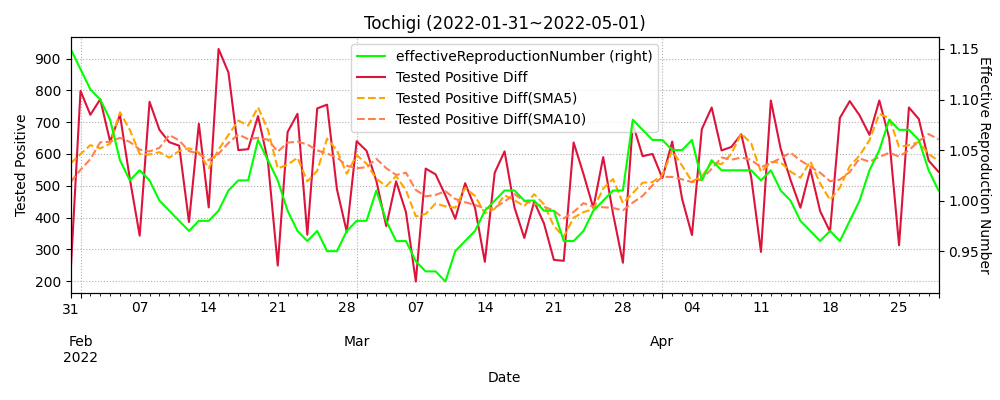 Tochigi (2022-01-31~2022-05-01)
effectiveReproductionNumber (right)
Tested Positive Diff
Tested Positive Diff(SMA5)
Tested Positive Diff(SMA10)
Tested Positive
900
800
700
600
500
400
300
200
1.15
1.10
1.05
1.00
0.95
Effective Reproduction Number
31 07 14 21 28 07 14 21 28 04 11 18 25
Feb Mar Apr
2022
Date